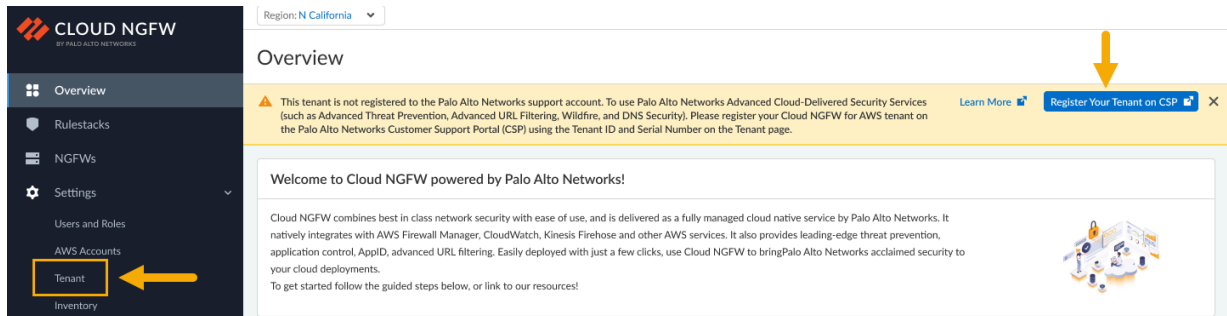 CLOUD NGFW
BY PALO ALTO NETWORKS
Region: N California
Overview
Overview
Rulestacks
NGFWs
Settings
Users and Roles
AWS Accounts
Tenant
Inventory
This tenant is not registered to the Palo Alto Networks support account. To use Palo Alto Networks Advanced Cloud-Delivered Security Services
(such as Advanced Threat Prevention, Advanced URL Filtering, Wildfire, and DNS Security). Please register your Cloud NGFW for AWS tenant on
the Palo Alto Networks Customer Support Portal (CSP) using the Tenant ID and Serial Number on the Tenant page.
Learn More
Register Your Tenant on CSP
Welcome to Cloud NGFW powered by Palo Alto Networks!
Cloud NGFW combines best in class network security with ease of use, and is delivered as a fully managed cloud native service by Palo Alto Networks. It
natively integrates with AWS Firewall Manager, CloudWatch, Kinesis Firehose and other AWS services. It also provides leading-edge threat prevention,
application control, AppID, advanced URL filtering. Easily deployed with just a few clicks, use Cloud NGFW to bringPalo Alto Networks acclaimed security to
your cloud deployments.
To get started follow the guided steps below, or link to our resources!